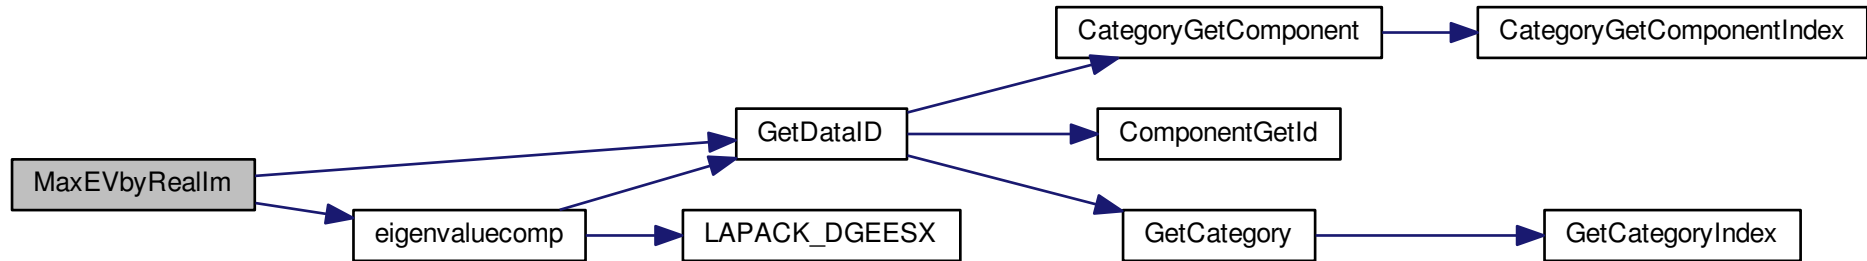 CategoryGetComponent
CategoryGetComponentIndex
GetDataID
ComponentGetId
MaxEVbyRealIm
eigenvaluecomp
LAPACK_DGEESX
GetCategory
GetCategoryIndex